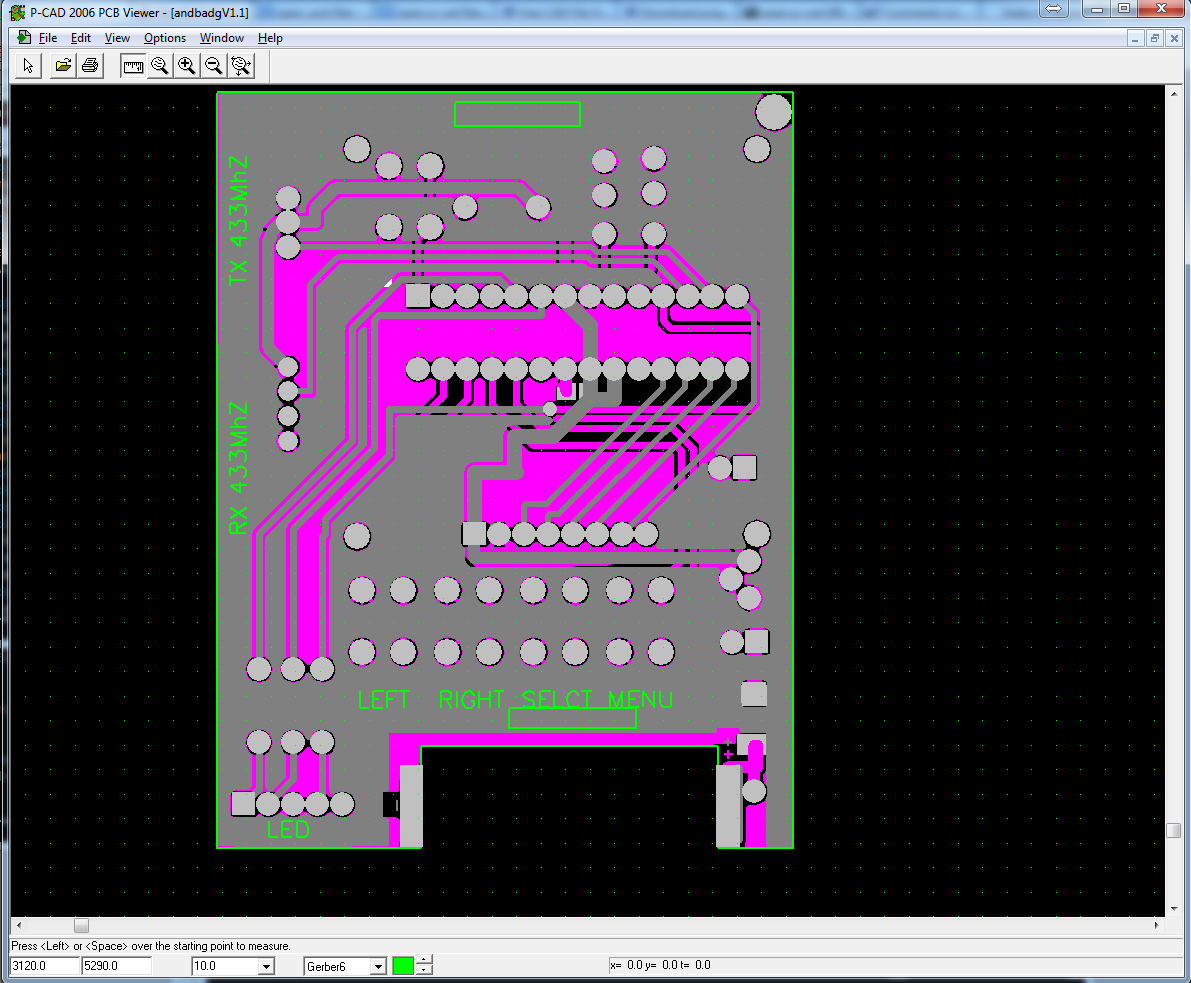 P-CAD 2006 PCB Viewer - [andbadgV1.1]
File Edit View Options Window Help
TX 433MhZ
RX 433MhZ
LEFT RIGHT SELCT MENU
LED
Press <Left> or <Space> over the starting point to measure.
3120.0 5290.0 10.0 Gerber6 x= 0.0 y= 0.0 t= 0.0